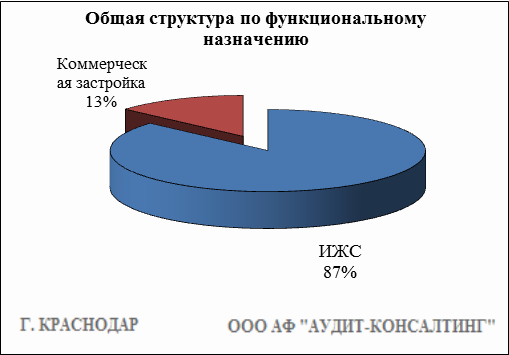 Общая структура по функциональному
назначению
Коммерческ
ая застройка
13%
ИЖС
87%
Г. КРАСНОДАР
ООО АФ "АУДИТ-КОНСАЛТИНГ"